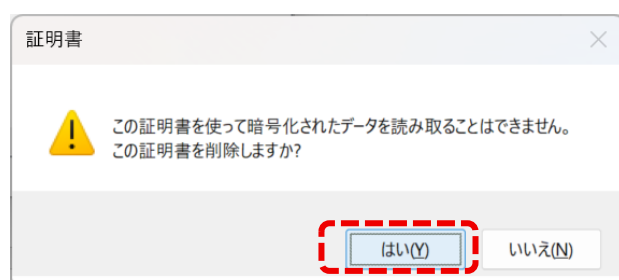 証明書
この証明書を使って暗号化されたデータを読み取ることはできません。
この証明書を削除しますか?
はい(Y)
いいえ(N)